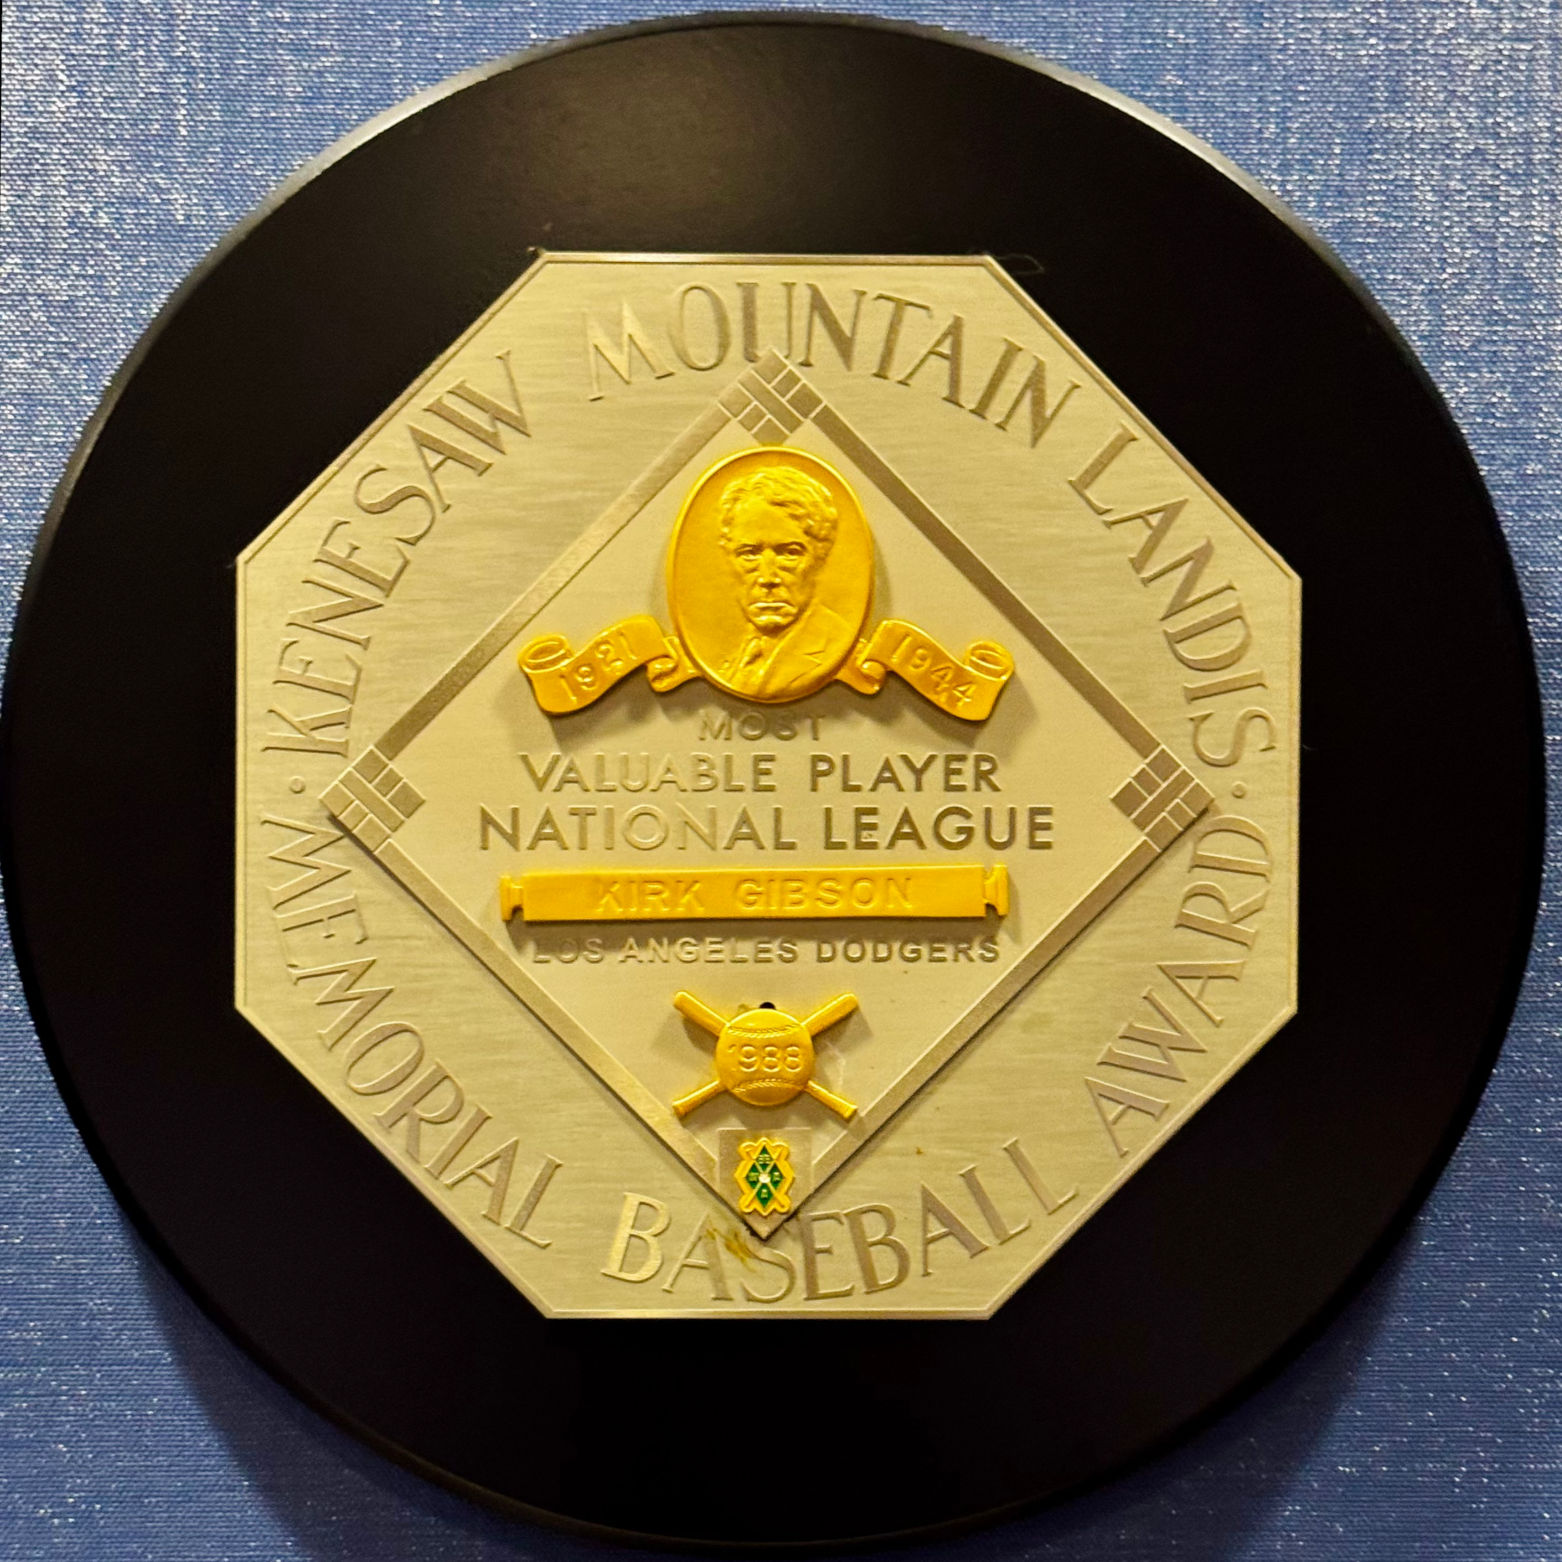 · KENESAW MOUNTAIN LANDIS ·
1921 1944
MOST
VALUABLE PLAYER
NATIONAL LEAGUE
KIRK GIBSON
LOS ANGELES DODGERS
1988
MEMORIAL BASEBALL AWARD